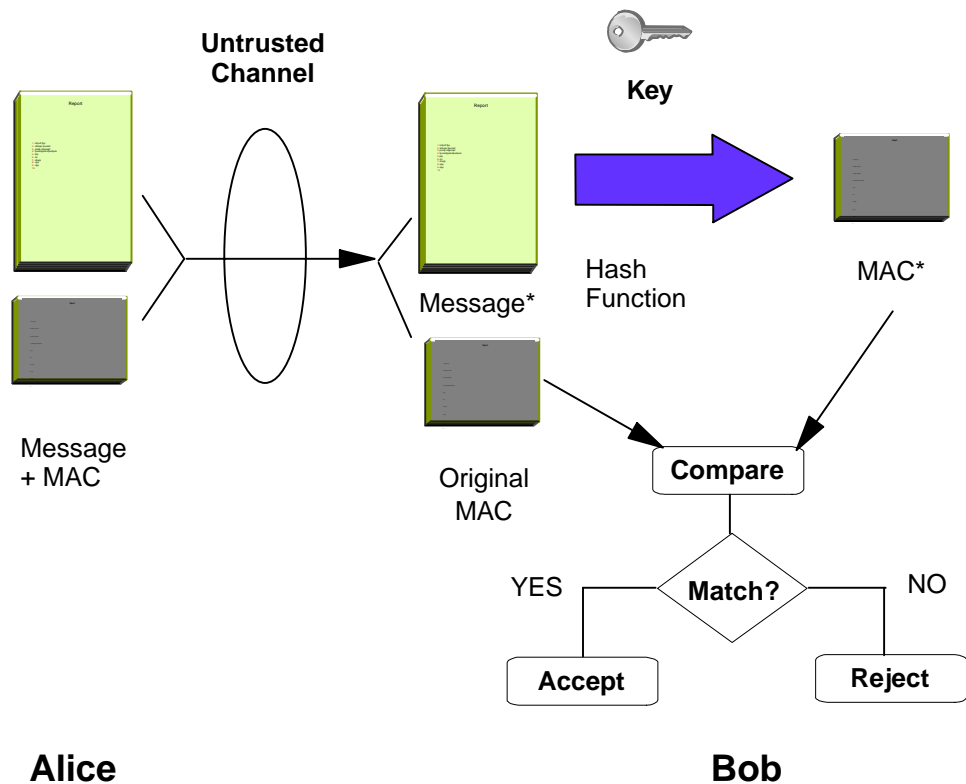 Untrusted
Channel
Key
Report
Report
Hash
Function
MAC*
Message*
Message
+ MAC
Original
MAC
Compare
YES
Match?
NO
Accept
Reject
Alice
Bob